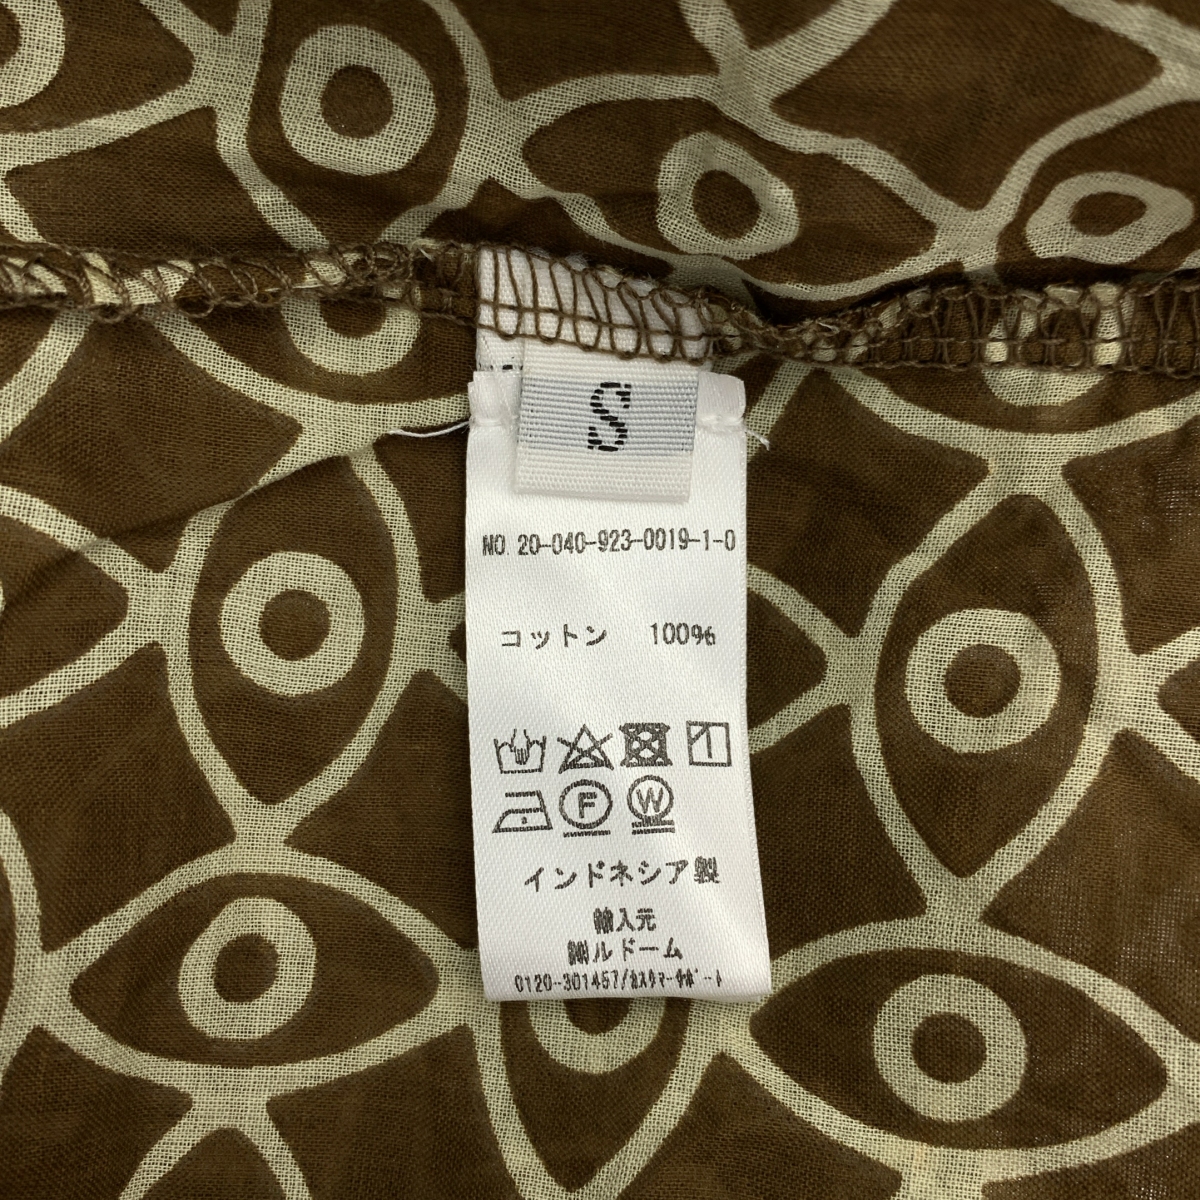 S
NO. 20-040-923-0019-1-0
コットン 100%
F W
インドネシア製
輸入元
㈱ルドーム
0120-301457/ｶｽﾀﾏｰｻﾎﾟｰﾄ